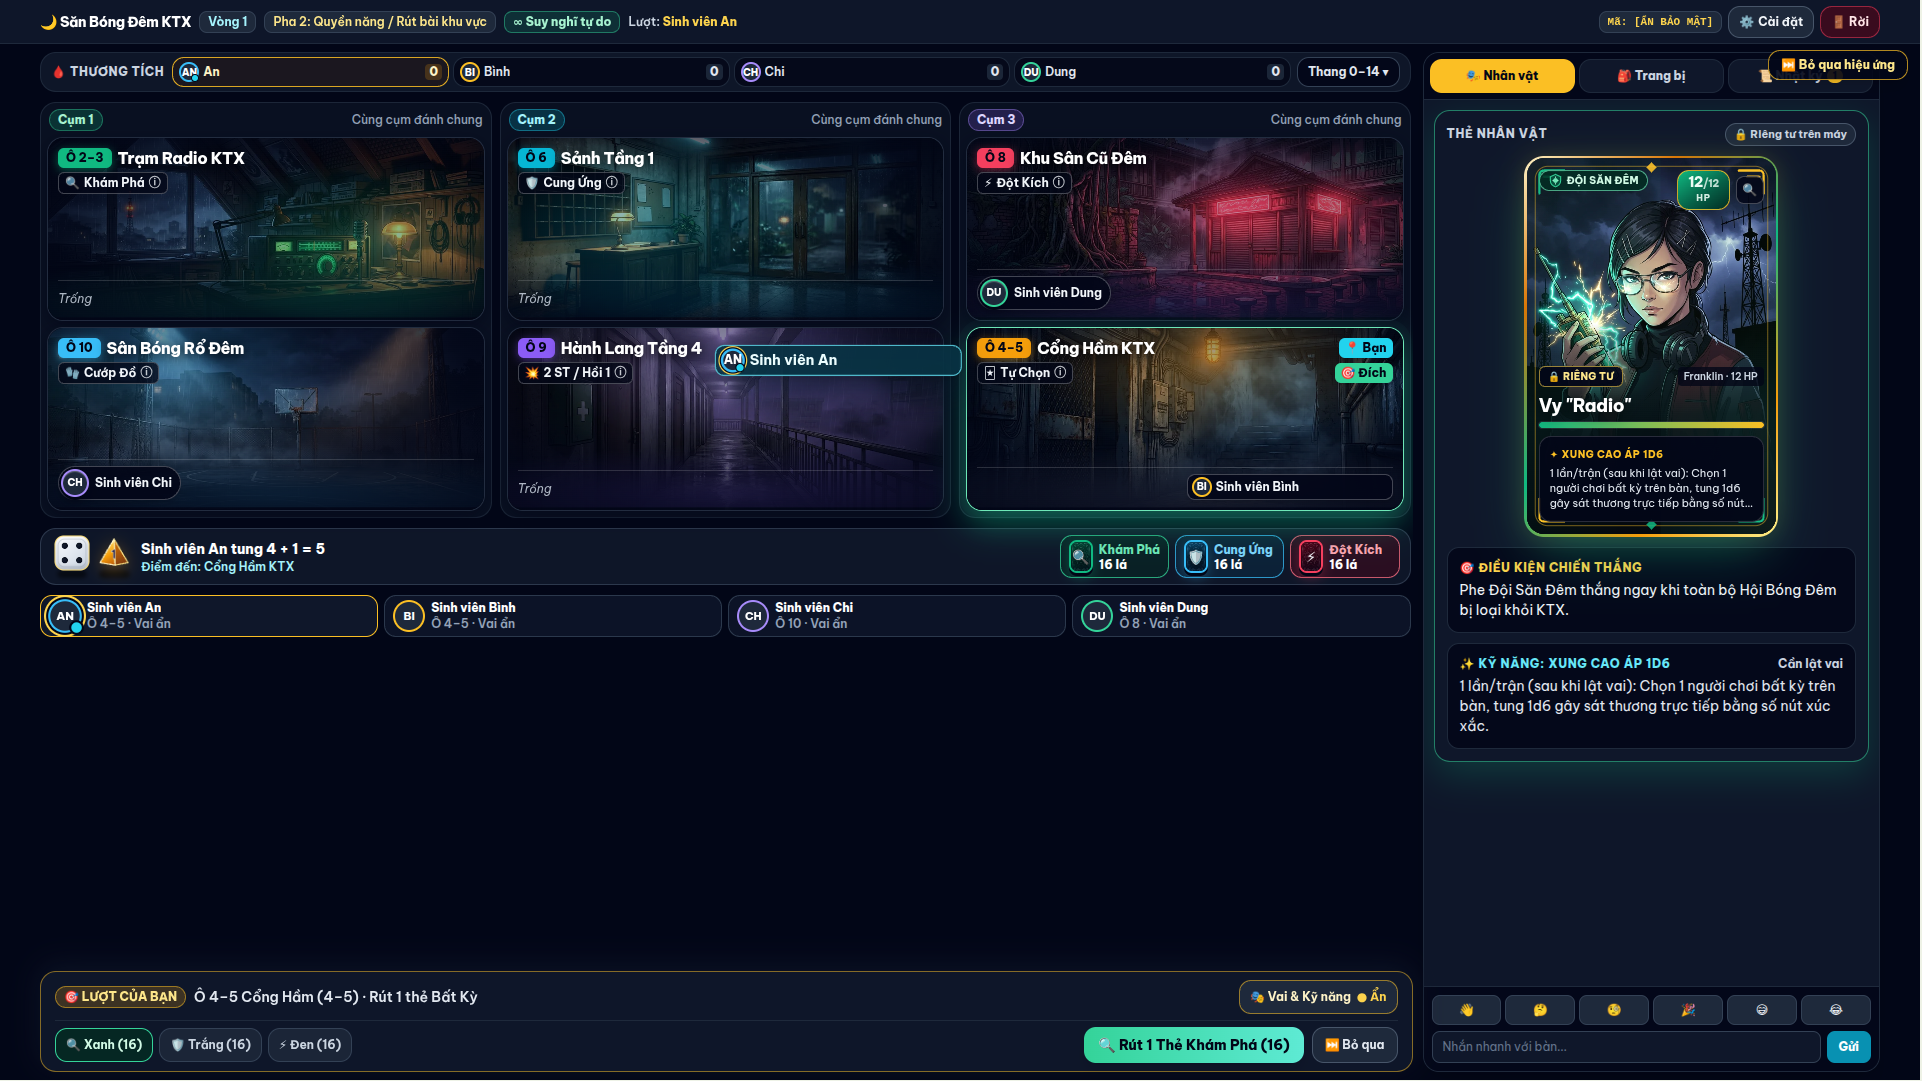 Săn Bóng Đêm KTX
Vòng 1
Pha 2: Quyền năng / Rút bài khu vực
∞ Suy nghĩ tự do
Lượt: Sinh viên An
Mã: [ẨN BẢO MẬT]
Cài đặt
Rời
THƯƠNG TÍCH
AN An 0
BI Bình 0
CH Chi 0
DU Dung 0
Thang 0–14 ▾
Nhân vật
Trang bị
Bỏ qua hiệu ứng
Cụm 1
Cùng cụm đánh chung
Ô 2–3 Trạm Radio KTX
Khám Phá ⓘ
Trống
Ô 10 Sân Bóng Rổ Đêm
Cướp Đồ ⓘ
CH Sinh viên Chi
Cụm 2
Cùng cụm đánh chung
Ô 6 Sảnh Tầng 1
Cung Ứng ⓘ
Trống
Ô 9 Hành Lang Tầng 4
2 ST / Hồi 1 ⓘ
Trống
AN Sinh viên An
Cụm 3
Cùng cụm đánh chung
Ô 8 Khu Sân Cũ Đêm
Đột Kích ⓘ
DU Sinh viên Dung
Ô 4–5 Cổng Hầm KTX
Bạn
Tự Chọn ⓘ
Đích
BI Sinh viên Bình
Sinh viên An tung 4 + 1 = 5
Điểm đến: Cổng Hầm KTX
Khám Phá
16 lá
Cung Ứng
16 lá
Đột Kích
16 lá
AN Sinh viên An
Ô 4–5 · Vai ẩn
BI Sinh viên Bình
Ô 4–5 · Vai ẩn
CH Sinh viên Chi
Ô 10 · Vai ẩn
DU Sinh viên Dung
Ô 8 · Vai ẩn
LƯỢT CỦA BẠN
Ô 4–5 Cổng Hầm (4–5) · Rút 1 thẻ Bất Kỳ
Vai & Kỹ năng Ẩn
Xanh (16)
Trắng (16)
Đen (16)
Rút 1 Thẻ Khám Phá (16)
Bỏ qua
THẺ NHÂN VẬT
Riêng tư trên máy
ĐỘI SĂN ĐÊM
12/12
HP
RIÊNG TƯ
Franklin · 12 HP
Vy "Radio"
XUNG CAO ÁP 1D6
1 lần/trận (sau khi lật vai): Chọn 1
người chơi bất kỳ trên bàn, tung 1d6
gây sát thương trực tiếp bằng số nút...
ĐIỀU KIỆN CHIẾN THẮNG
Phe Đội Săn Đêm thắng ngay khi toàn bộ Hội Bóng Đêm
bị loại khỏi KTX.
KỸ NĂNG: XUNG CAO ÁP 1D6
Cần lật vai
1 lần/trận (sau khi lật vai): Chọn 1 người chơi bất kỳ trên
bàn, tung 1d6 gây sát thương trực tiếp bằng số nút xúc
xắc.
Nhắn nhanh với bàn...
Gửi